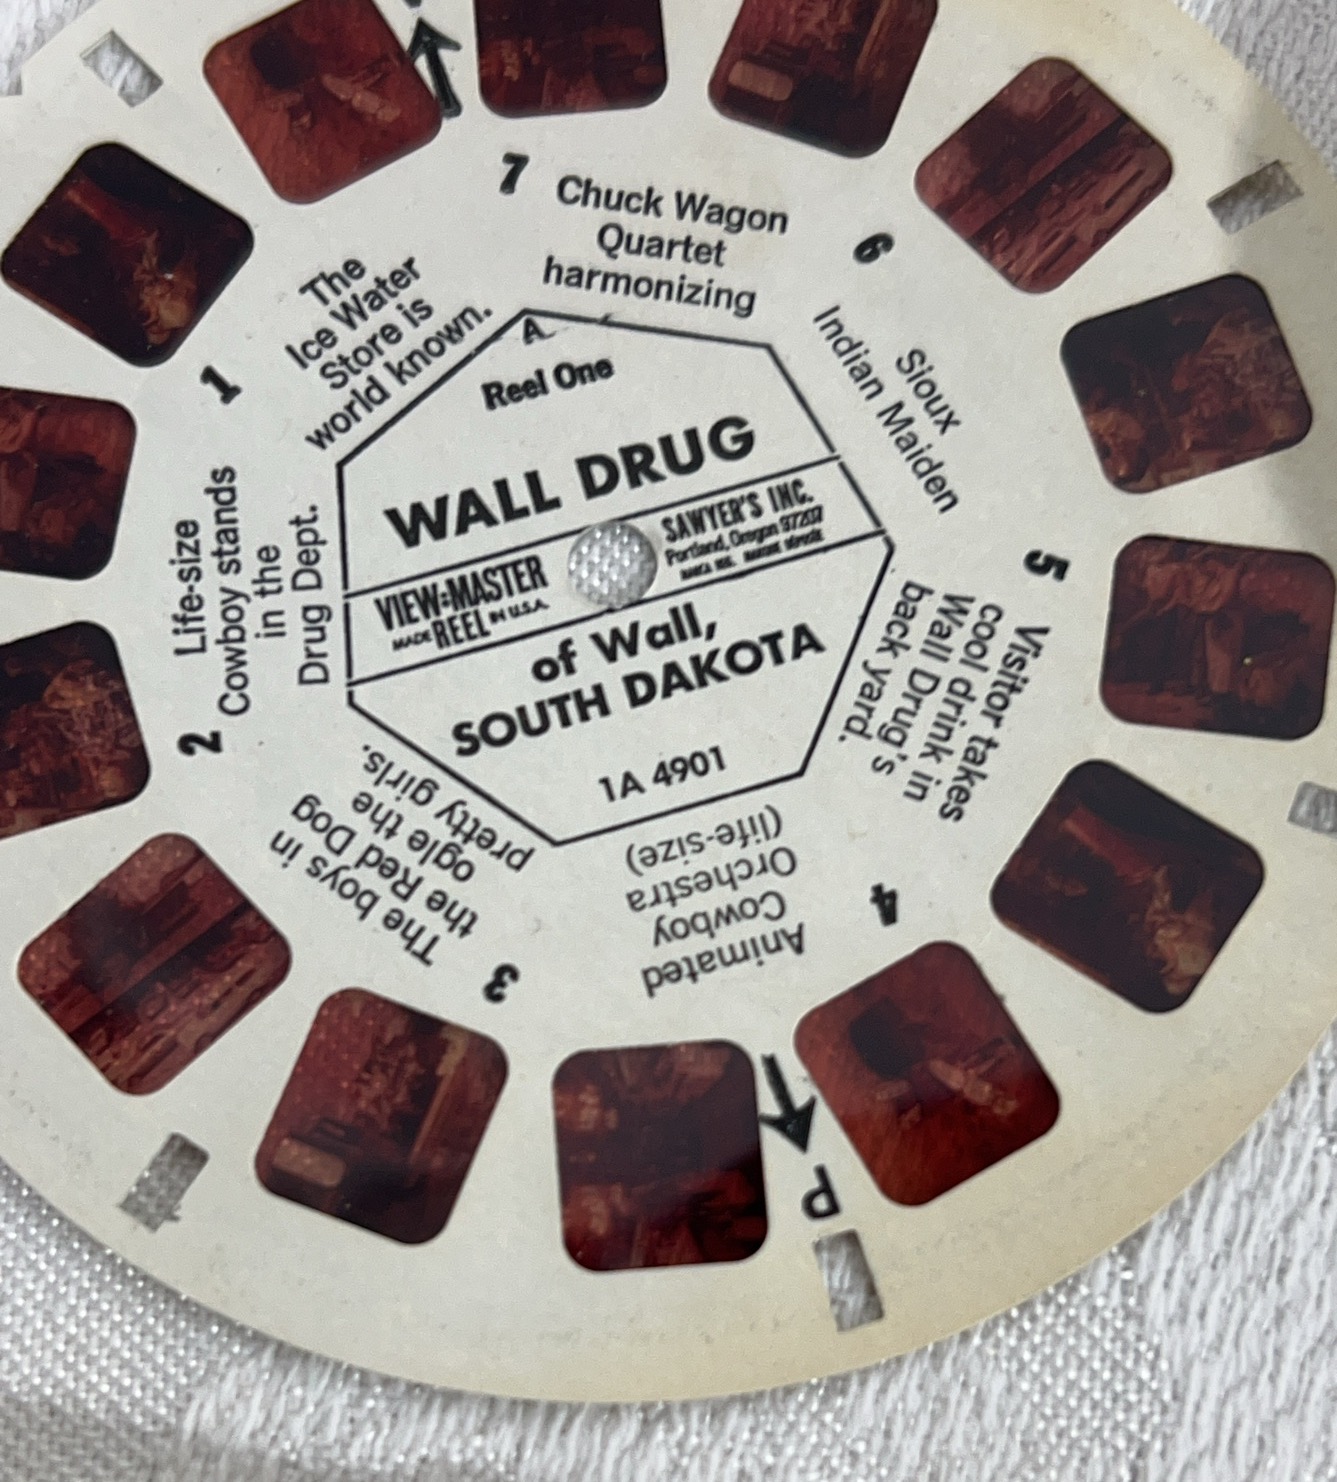 A
Reel One
WALL DRUG
VIEW-MASTER
MADE REEL IN U.S.A.
SAWYER'S INC.
Portland, Oregon 97207
of Wall,
SOUTH DAKOTA
1A 4901
1
The
Ice Water
Store is
world known.
2
Life-size
Cowboy stands
in the
Drug Dept.
3
The boys in
the Red Dog
ogle the
pretty girls.
4
Animated
Cowboy
Orchestra
(life-size)
5
Visitor takes
cool drink in
Wall Drug's
back yard.
6
Sioux
Indian Maiden
7
Chuck Wagon
Quartet
harmonizing
P